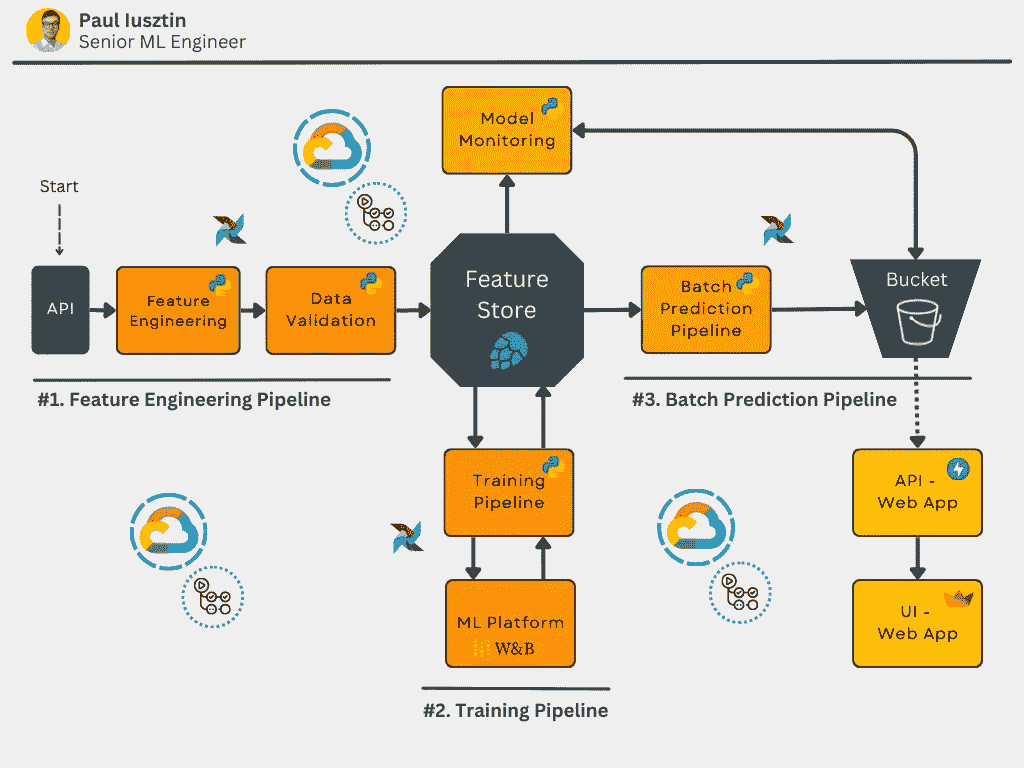 Paul Iusztin
Senior ML Engineer
Model
Monitoring
Start
API
Feature
Engineering
Data
Validation
Feature
Store
Batch
Prediction
Pipeline
Bucket
#1. Feature Engineering Pipeline
#3. Batch Prediction Pipeline
Training
Pipeline
API -
Web App
ML Platform
W&B
UI -
Web App
#2. Training Pipeline